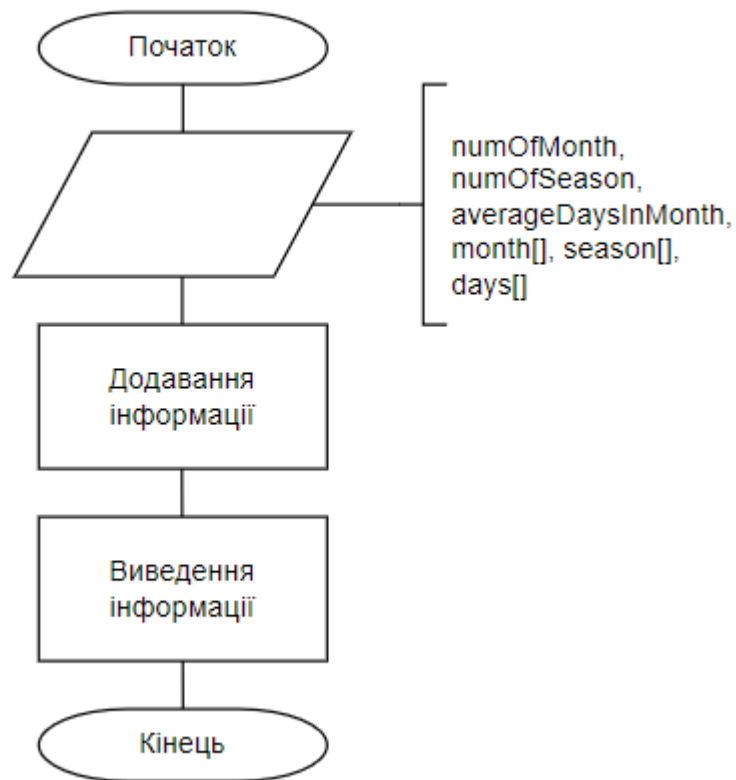 Початок
numOfMonth,
numOfSeason,
averageDaysInMonth,
month[], season[],
days[]
Додавання
інформації
Виведення
інформації
Кінець